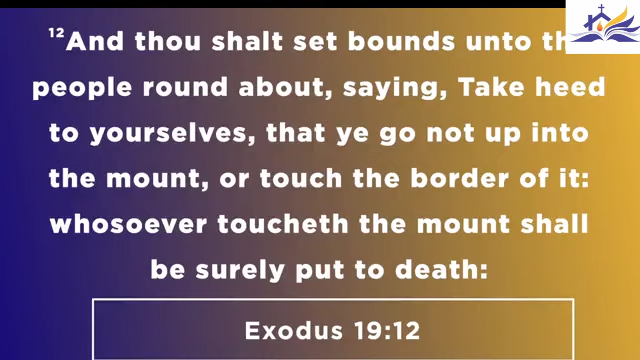 ¹²And thou shalt set bounds unto
people round about, saying, Take heed
to yourselves, that ye go not up into
the mount, or touch the border of it:
whosoever toucheth the mount shall
be surely put to death:
Exodus 19:12